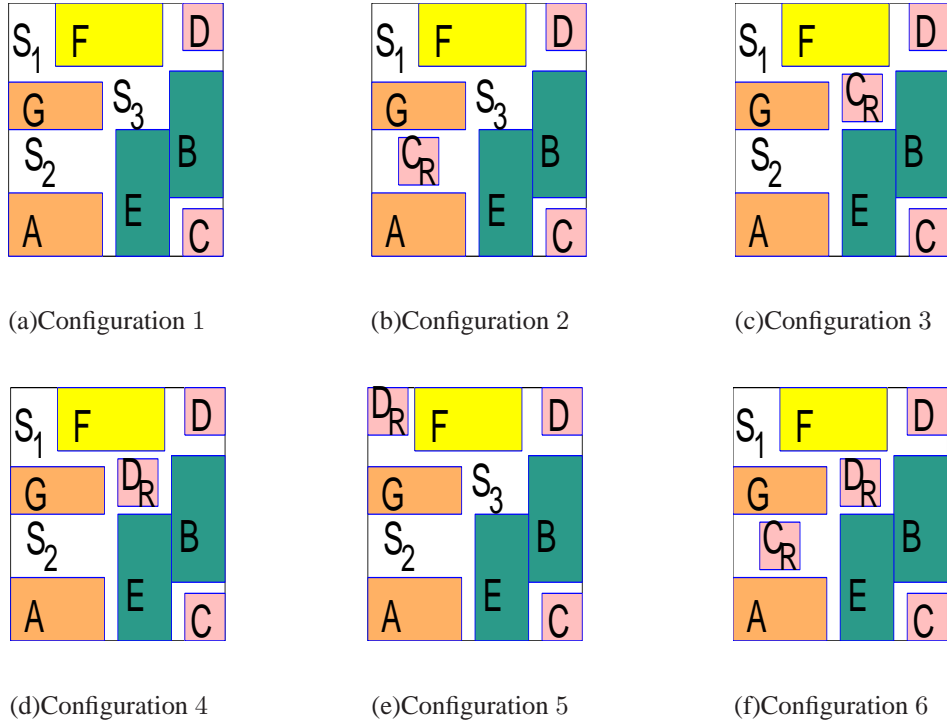 S1 F D
G S3
S2 B
A E C
S1 F D
G S3
CR B
A E C
S1 F D
G CR
S2 B
A E C
(a)Configuration 1
(b)Configuration 2
(c)Configuration 3
S1 F D
G DR
S2 B
A E C
DR F D
G S3
S2 B
A E C
S1 F D
G DR
CR B
A E C
(d)Configuration 4
(e)Configuration 5
(f)Configuration 6